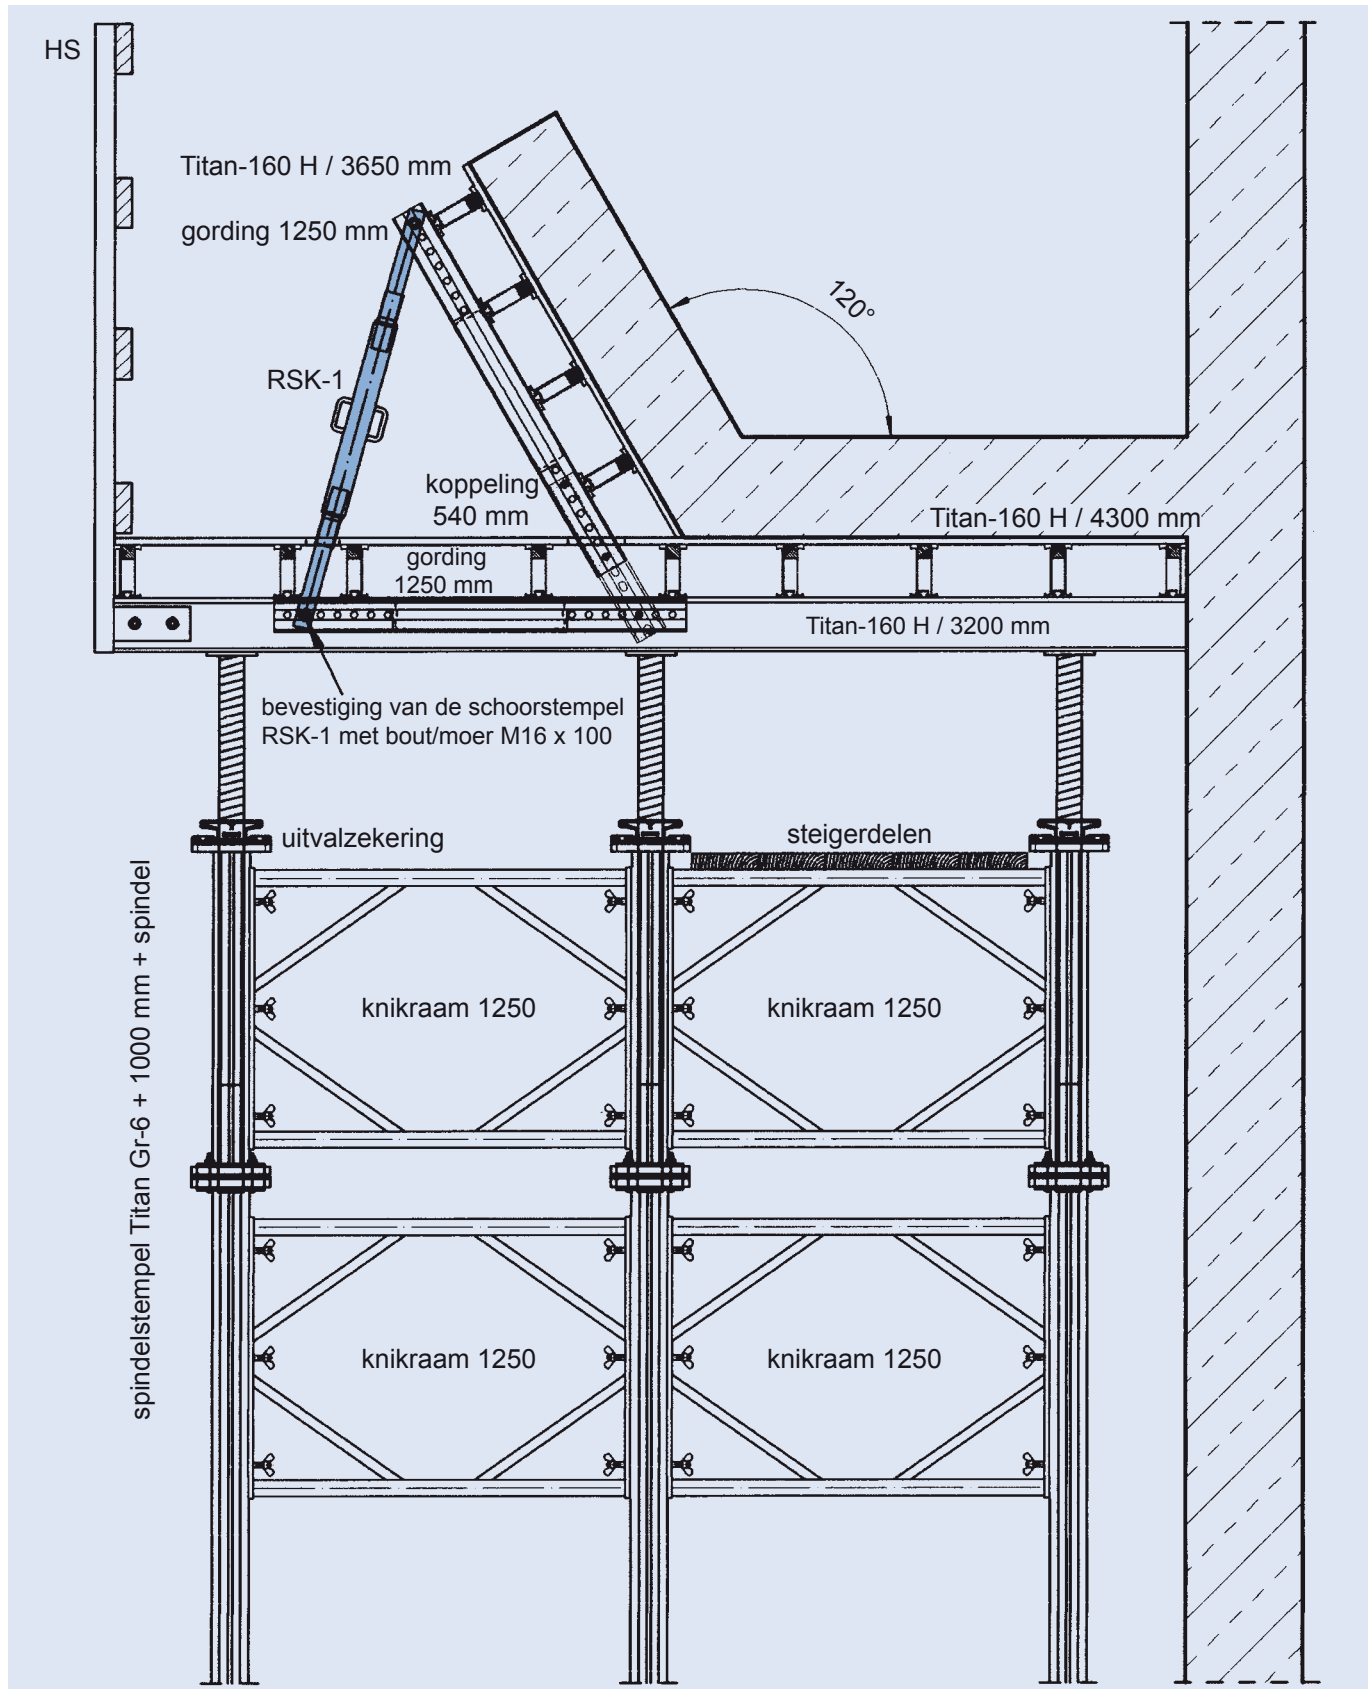 HS
Titan-160 H / 3650 mm
gording 1250 mm
120°
RSK-1
koppeling
540 mm
Titan-160 H / 4300 mm
gording
1250 mm
Titan-160 H / 3200 mm
bevestiging van de schoorstempel
RSK-1 met bout/moer M16 x 100
uitvalzekering
steigerdelen
spindelstempel Titan Gr-6 + 1000 mm + spindel
knikraam 1250
knikraam 1250
knikraam 1250
knikraam 1250